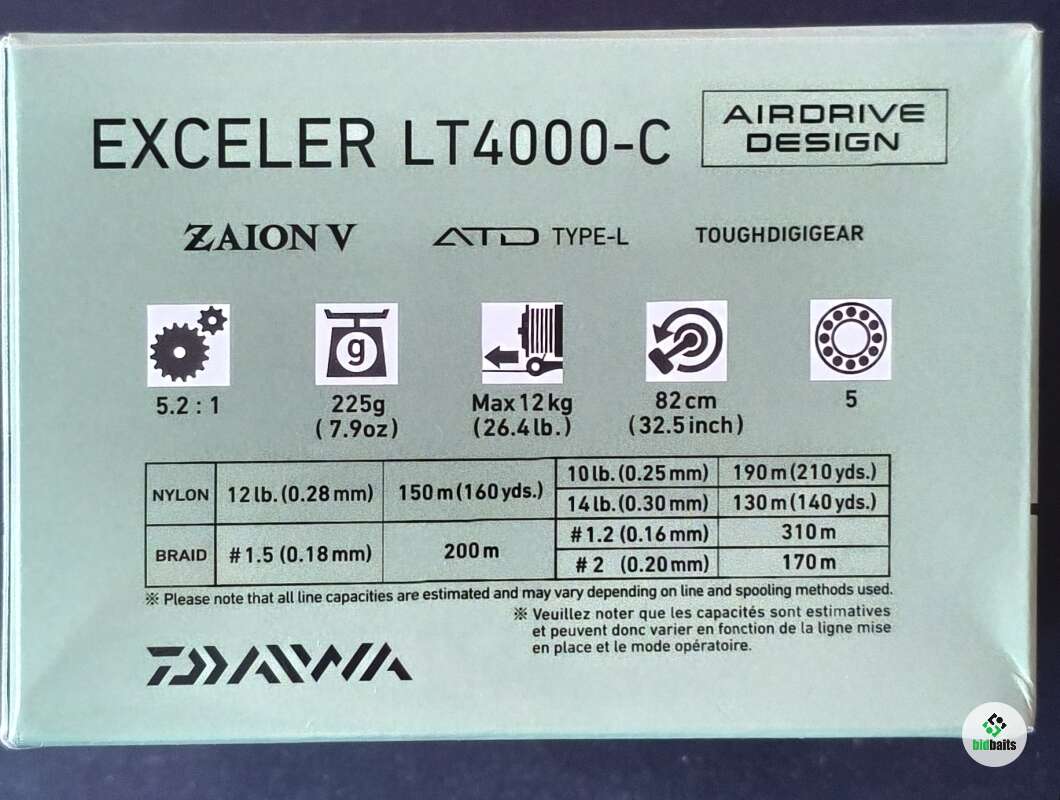 EXCELER LT4000-C
AIRDRIVE
DESIGN
ZAION V
ATD TYPE-L
TOUGHDIGIGEAR
g
5.2 : 1
225g
(7.9oz)
Max 12 kg
(26.4 lb.)
82 cm
(32.5 inch)
5
NYLON 12 lb. (0.28 mm) 150 m (160 yds.) 10 lb. (0.25 mm) 190 m (210 yds.)
14 lb. (0.30 mm) 130 m (140 yds.)
BRAID # 1.5 (0.18 mm) 200 m # 1.2 (0.16 mm) 310 m
# 2 (0.20 mm) 170 m
※ Please note that all line capacities are estimated and may vary depending on line and spooling methods used.
※ Veuillez noter que les capacités sont estimatives
et peuvent donc varier en fonction de la ligne mise
en place et le mode opératoire.
DAIWA
bidbaits